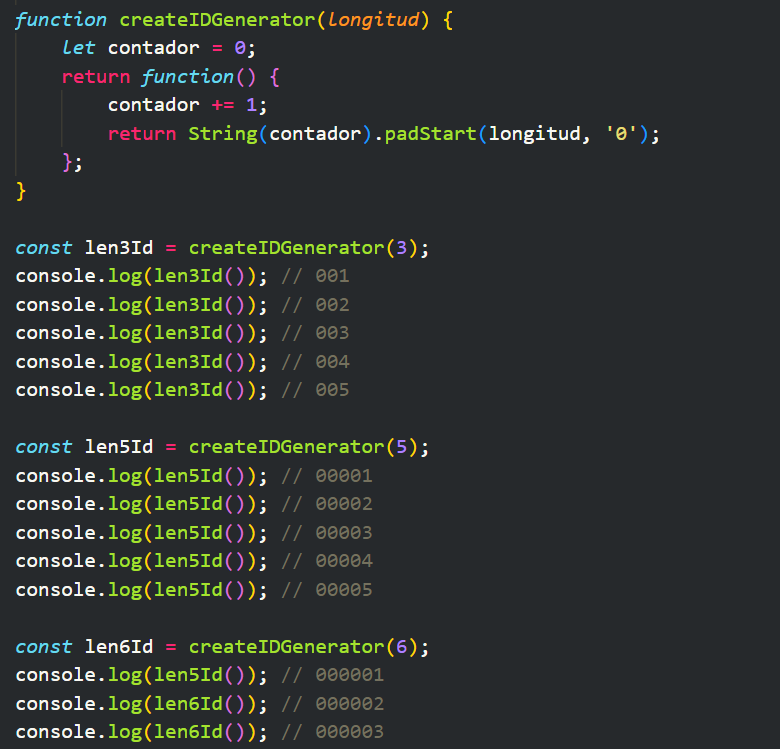 function createIDGenerator(longitud) {
    let contador = 0;
    return function() {
        contador += 1;
        return String(contador).padStart(longitud, '0');
    };
}

const len3Id = createIDGenerator(3);
console.log(len3Id()); // 001
console.log(len3Id()); // 002
console.log(len3Id()); // 003
console.log(len3Id()); // 004
console.log(len3Id()); // 005

const len5Id = createIDGenerator(5);
console.log(len5Id()); // 00001
console.log(len5Id()); // 00002
console.log(len5Id()); // 00003
console.log(len5Id()); // 00004
console.log(len5Id()); // 00005

const len6Id = createIDGenerator(6);
console.log(len5Id()); // 000001
console.log(len6Id()); // 000002
console.log(len6Id()); // 000003